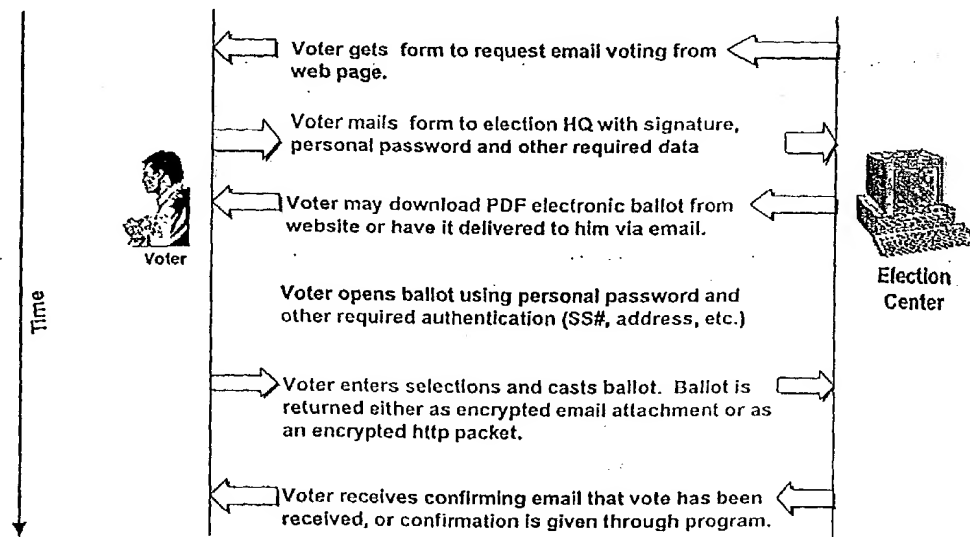 Voter gets form to request email voting from
web page.
Voter mails form to election HQ with signature,
personal password and other required data
Voter may download PDF electronic ballot from
website or have it delivered to him via email.
Voter
Election
Center
Time
Voter opens ballot using personal password and
other required authentication (SS#, address, etc.)
Voter enters selections and casts ballot. Ballot is
returned either as encrypted email attachment or as
an encrypted http packet.
Voter receives confirming email that vote has been
received, or confirmation is given through program.